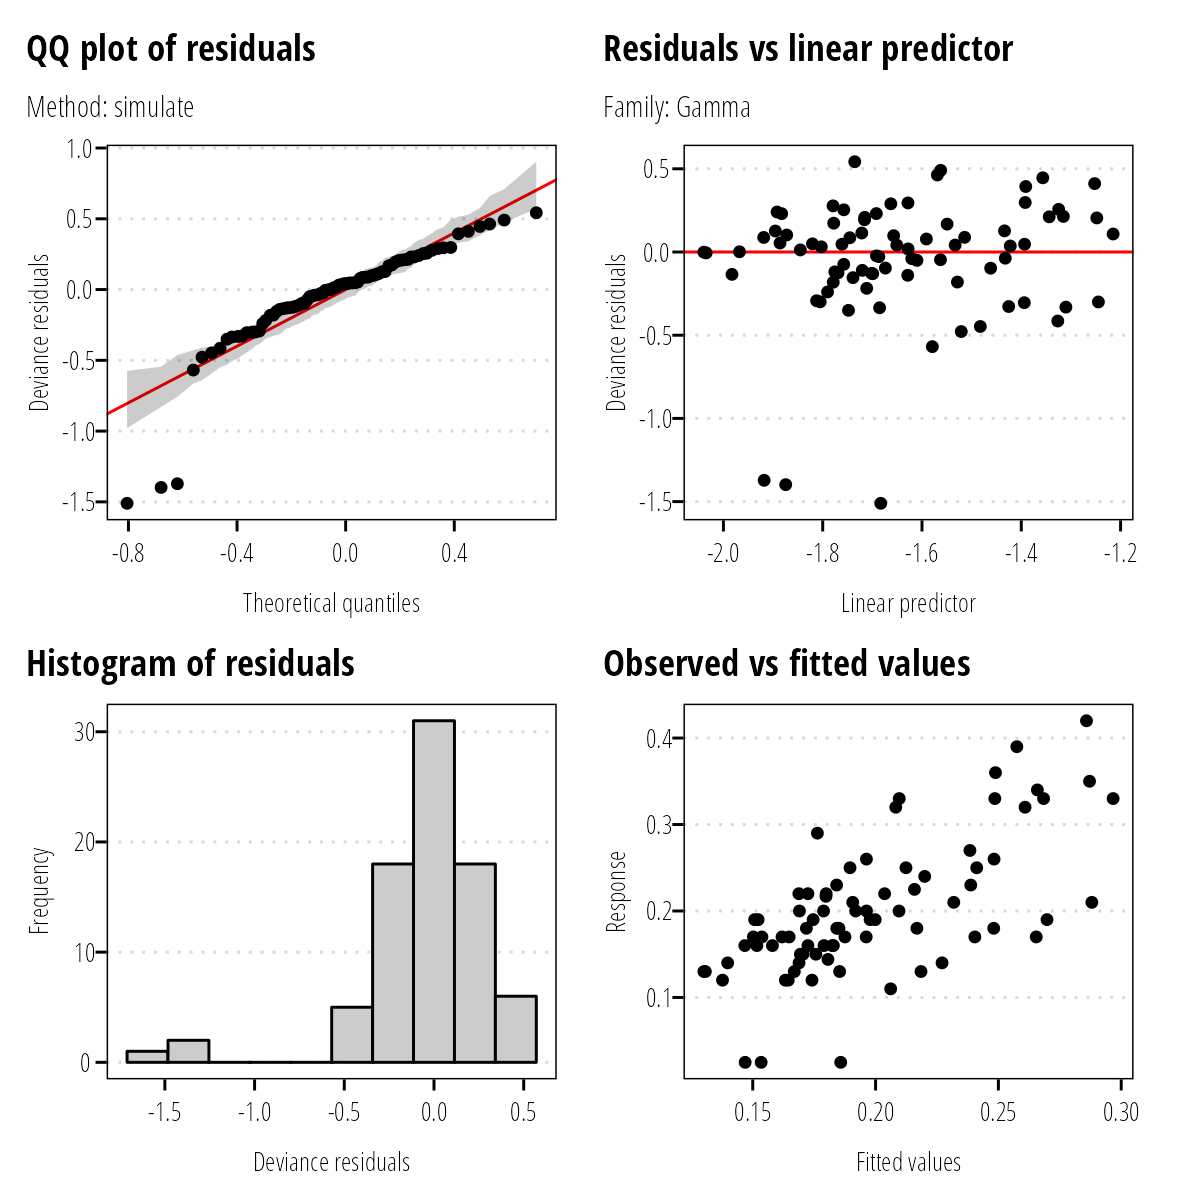 QQ plot of residuals
Method: simulate
Deviance residuals
1.0
0.5
0.0
-0.5
-1.0
-1.5
-0.8 -0.4 0.0 0.4
Theoretical quantiles
Residuals vs linear predictor
Family: Gamma
Deviance residuals
0.5
0.0
-0.5
-1.0
-1.5
-2.0 -1.8 -1.6 -1.4 -1.2
Linear predictor
Histogram of residuals
Frequency
30
20
10
0
-1.5 -1.0 -0.5 0.0 0.5
Deviance residuals
Observed vs fitted values
Response
0.4
0.3
0.2
0.1
0.15 0.20 0.25 0.30
Fitted values